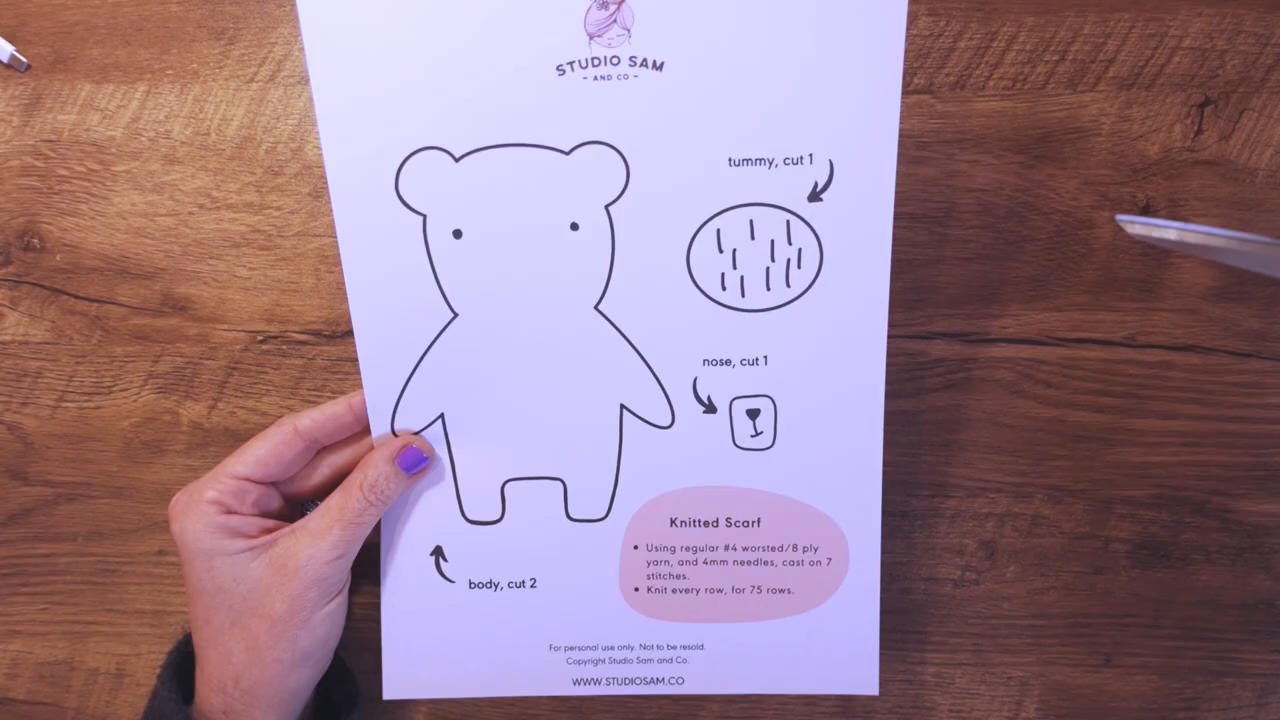 STUDIO SAM
- AND CO -
tummy, cut 1
nose, cut 1
Knitted Scarf
• Using regular #4 worsted/8 ply
yarn, and 4mm needles, cast on 7
stitches.
• Knit every row, for 75 rows.
body, cut 2
For personal use only. Not to be resold.
Copyright Studio Sam and Co.
WWW.STUDIOSAM.CO